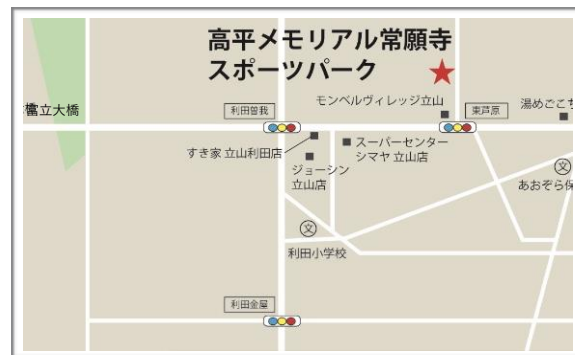 高平メモリアル常願寺
スポーツパーク
富立大橋
利田曽我
モンベルヴィレッジ立山
東芦原
湯めごこち
すき家 立山利田店
スーパーセンター
シマヤ 立山店
ジョーシン
立山店
文
あおぞら保
文
利田小学校
利田金屋